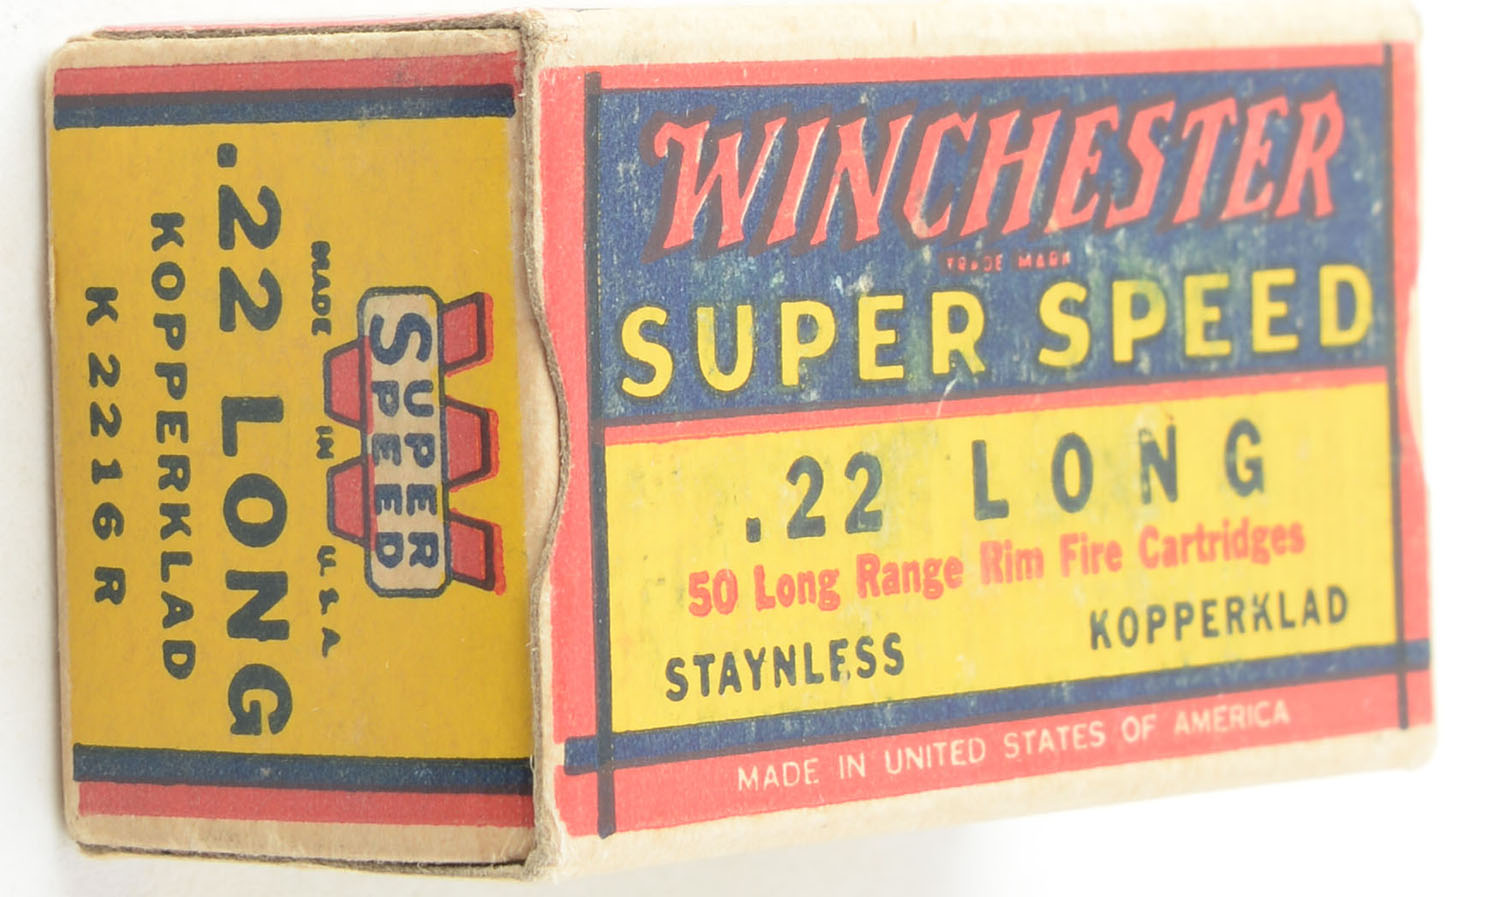 WINCHESTER
TRADE MARK
SUPER SPEED
.22 LONG
50 Long Range Rim Fire Cartridges
STAYNLESS KOPPERKLAD
MADE IN UNITED STATES OF AMERICA
SUPER
SPEED
MADE IN U.S.A.
.22 LONG
KOPPERKLAD
K2216R